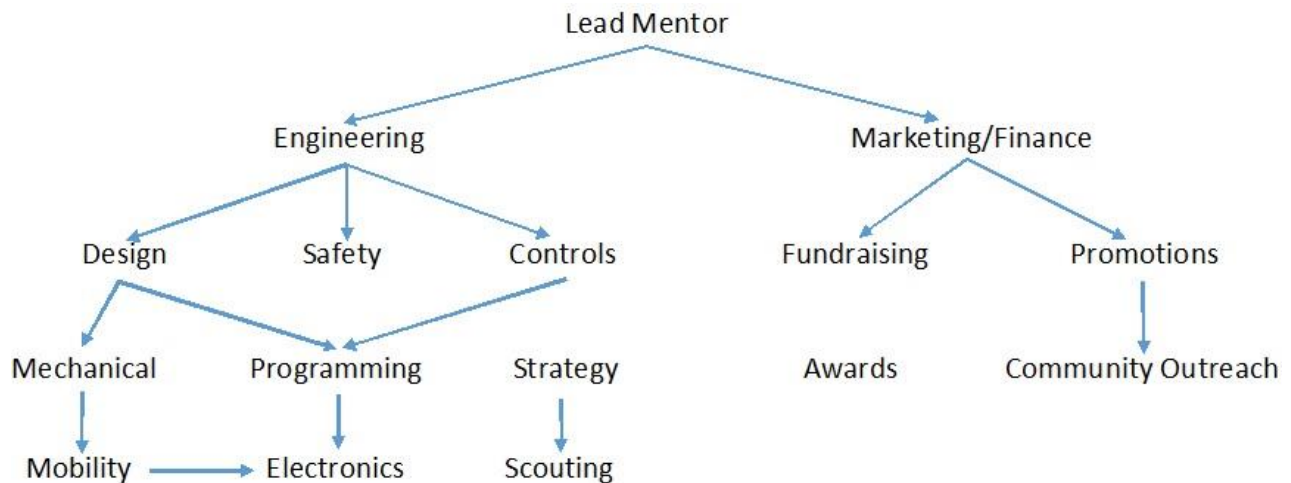 Lead Mentor
Engineering
Marketing/Finance
Design
Safety
Controls
Fundraising
Promotions
Mechanical
Programming
Strategy
Awards
Community Outreach
Mobility
Electronics
Scouting